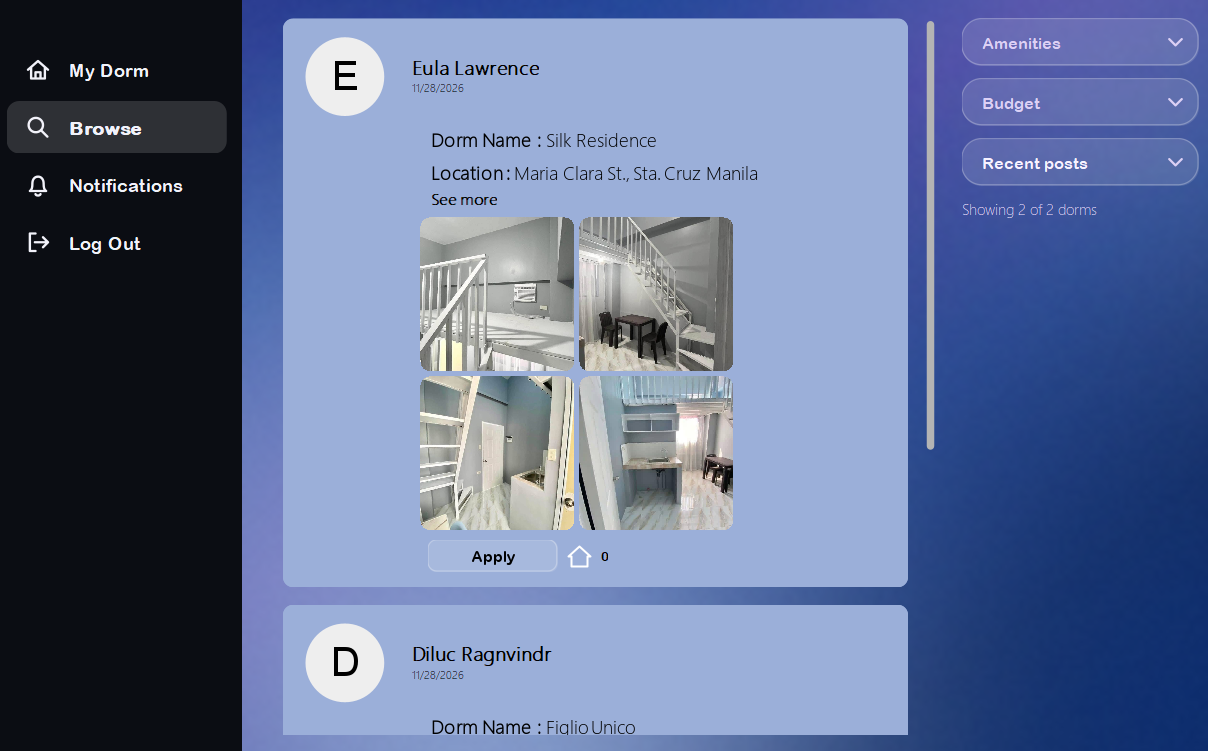 My Dorm
Browse
Notifications
Log Out
E
Eula Lawrence
11/28/2026
Dorm Name : Silk Residence
Location : Maria Clara St., Sta. Cruz Manila
See more
Apply
0
D
Diluc Ragnvindr
11/28/2026
Dorm Name : Figlio Unico
Amenities
Budget
Recent posts
Showing 2 of 2 dorms